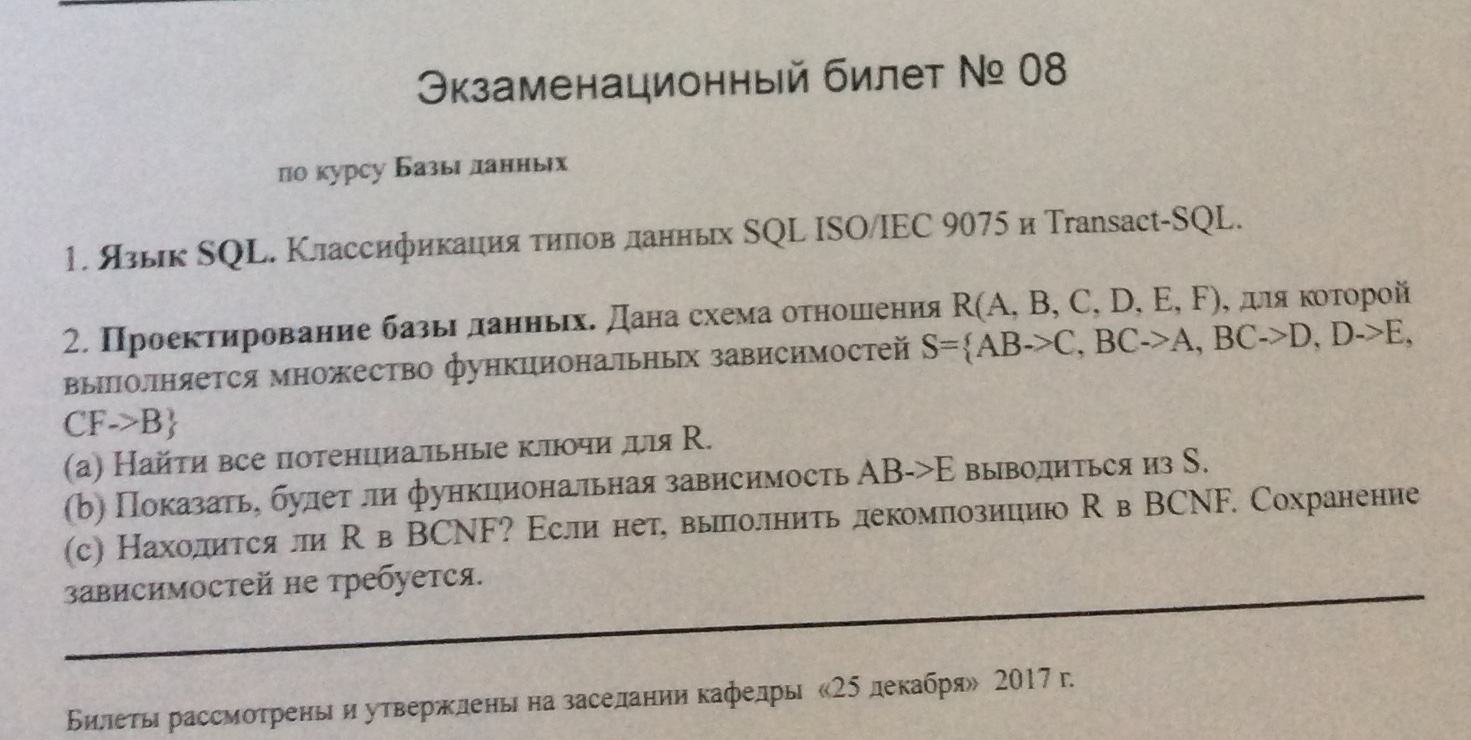 Экзаменационный билет № 08
по курсу Базы данных
1. Язык SQL. Классификация типов данных SQL ISO/IEC 9075 и Transact-SQL.
2. Проектирование базы данных. Дана схема отношения R(A, B, C, D, E, F), для которой
выполняется множество функциональных зависимостей S={AB->C, BC->A, BC->D, D->E,
CF->B}
(a) Найти все потенциальные ключи для R.
(b) Показать, будет ли функциональная зависимость AB->E выводиться из S.
(c) Находится ли R в BCNF? Если нет, выполнить декомпозицию R в BCNF. Сохранение
зависимостей не требуется.
Билеты рассмотрены и утверждены на заседании кафедры «25 декабря» 2017 г.